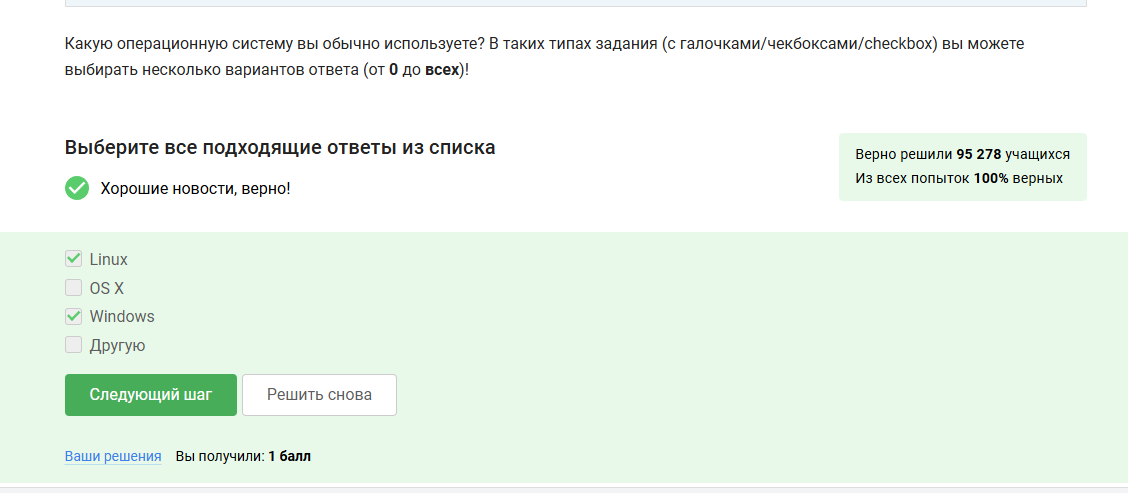 Какую операционную систему вы обычно используете? В таких типах задания (с галочками/чекбоксами/checkbox) вы можете
выбирать несколько вариантов ответа (от 0 до всех)!
Выберите все подходящие ответы из списка
Хорошие новости, верно!
Верно решили 95 278 учащихся
Из всех попыток 100% верных
Linux
OS X
Windows
Другую
Следующий шаг
Решить снова
Ваши решения Вы получили: 1 балл